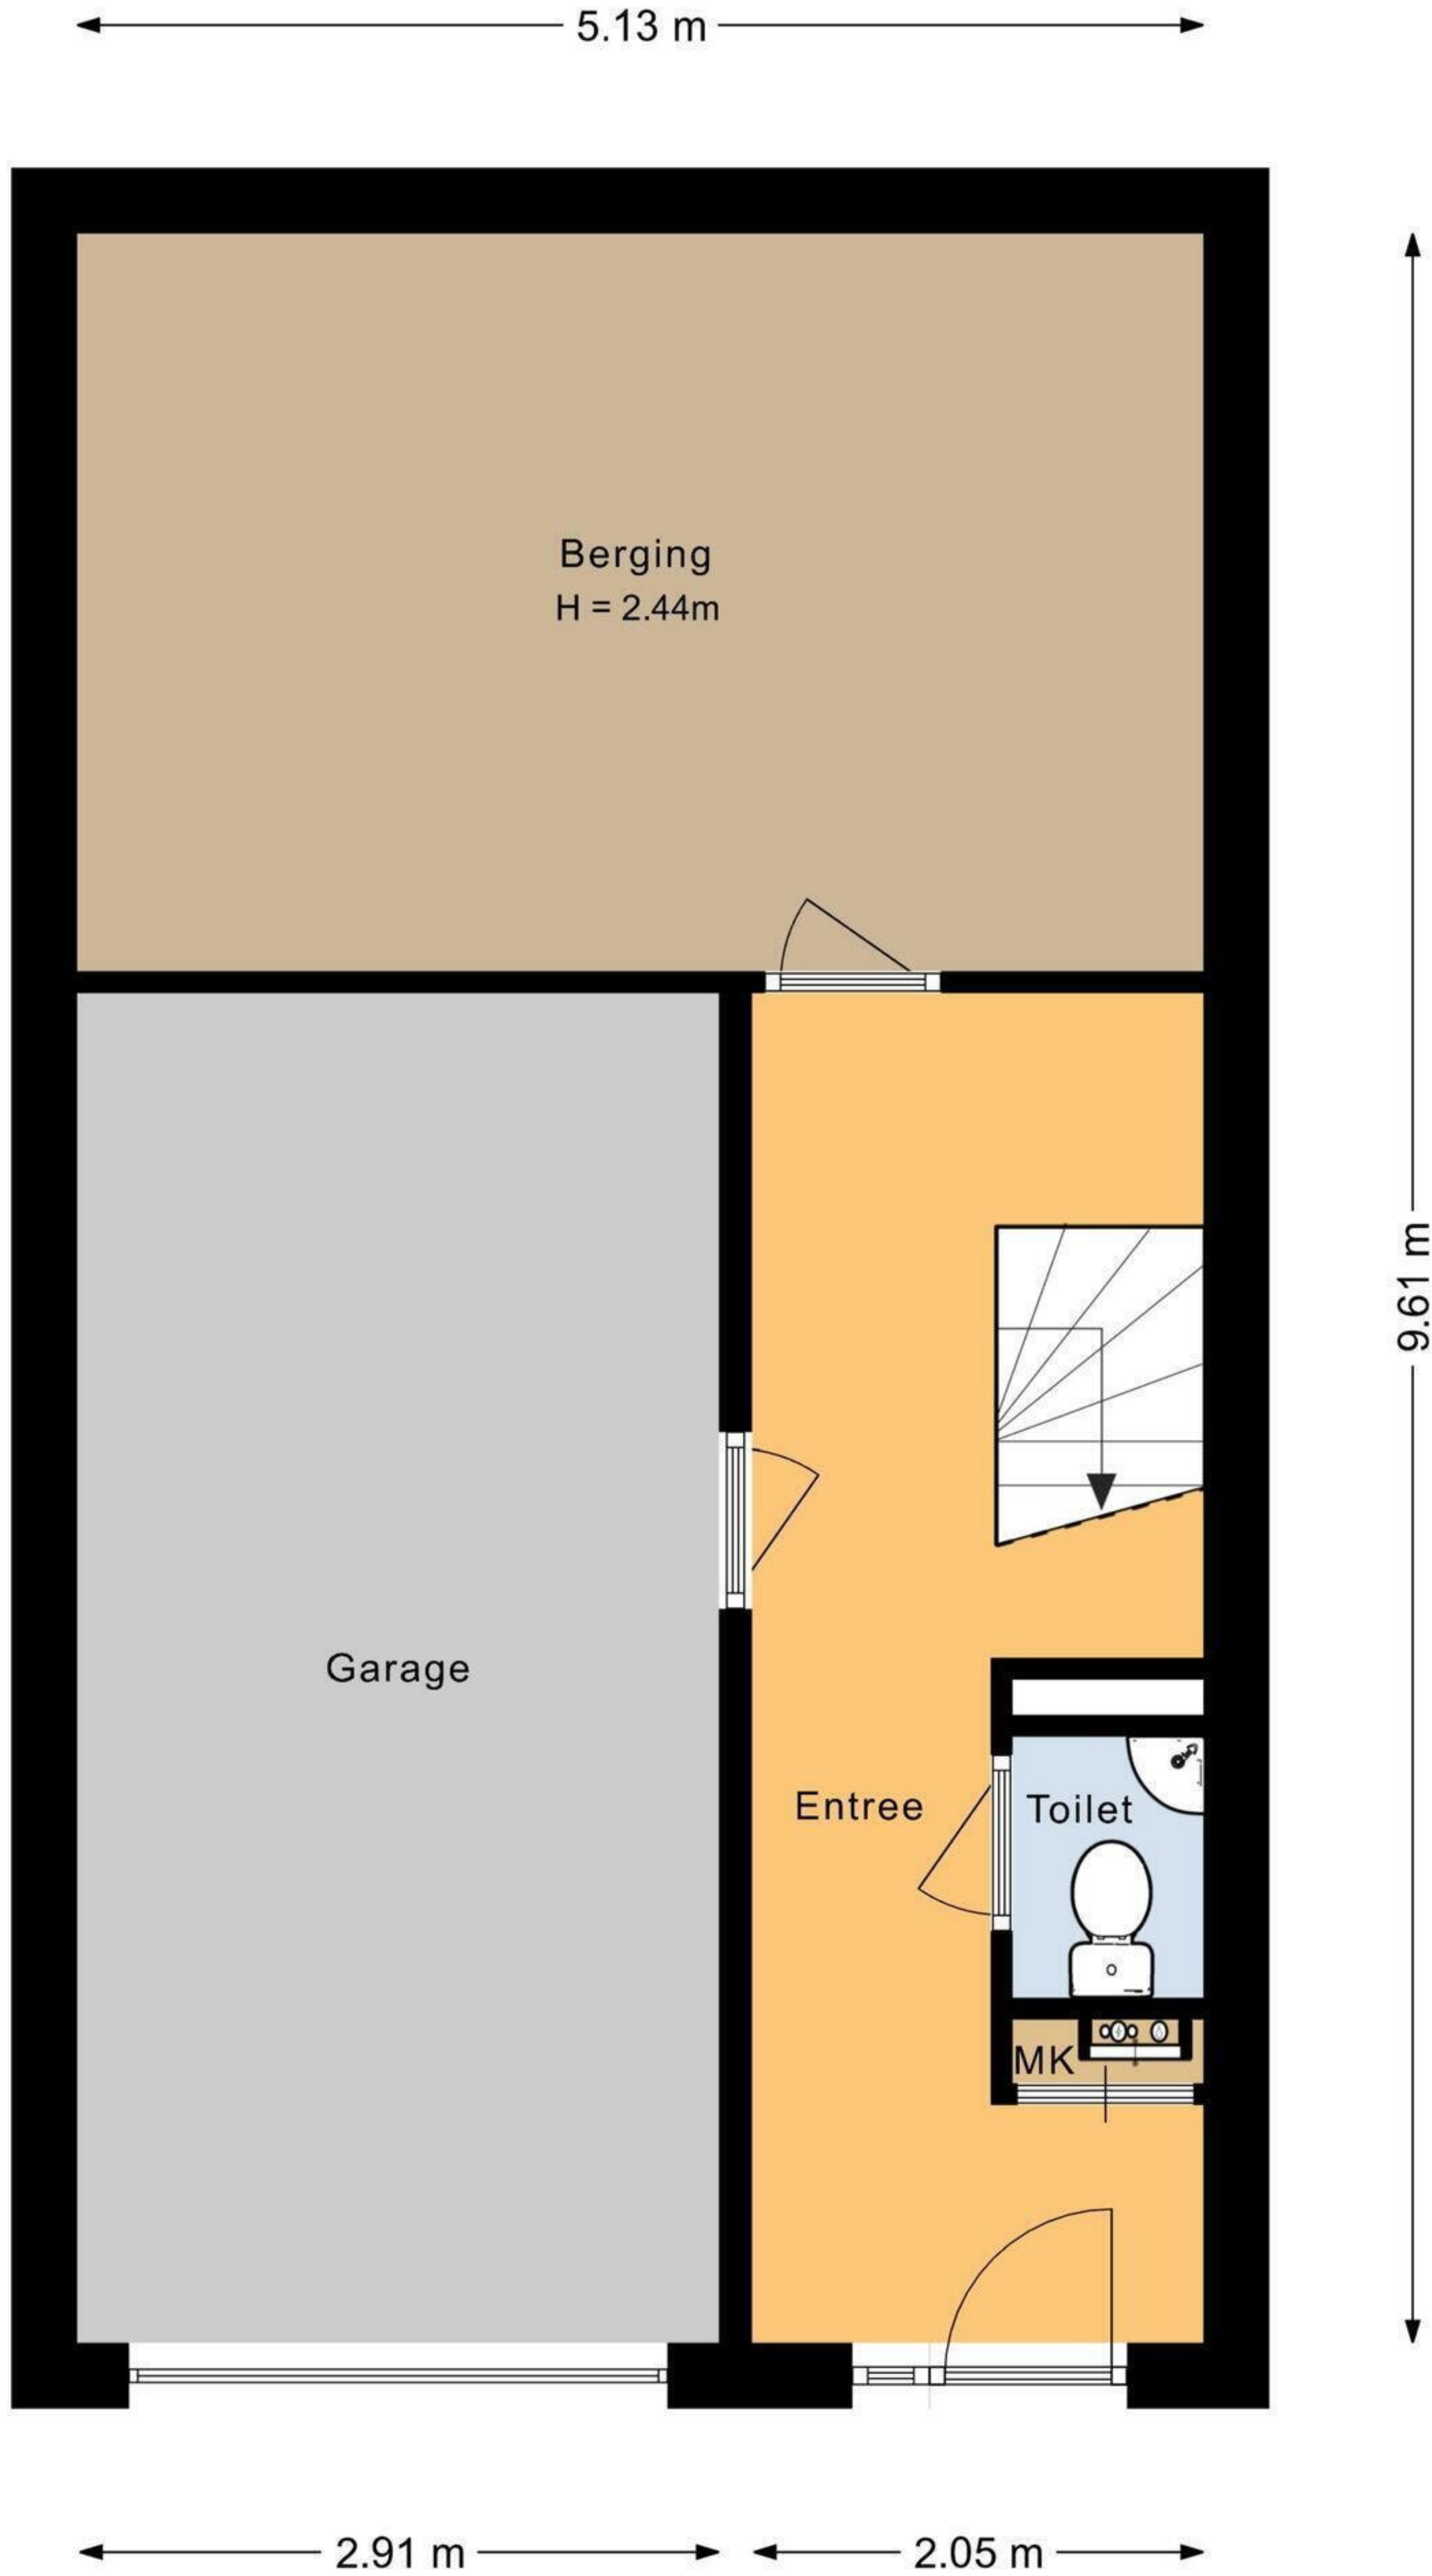 5.13 m
Berging
H = 2.44m
9.61 m
Garage
Entree
Toilet
MK
2.91 m
2.05 m